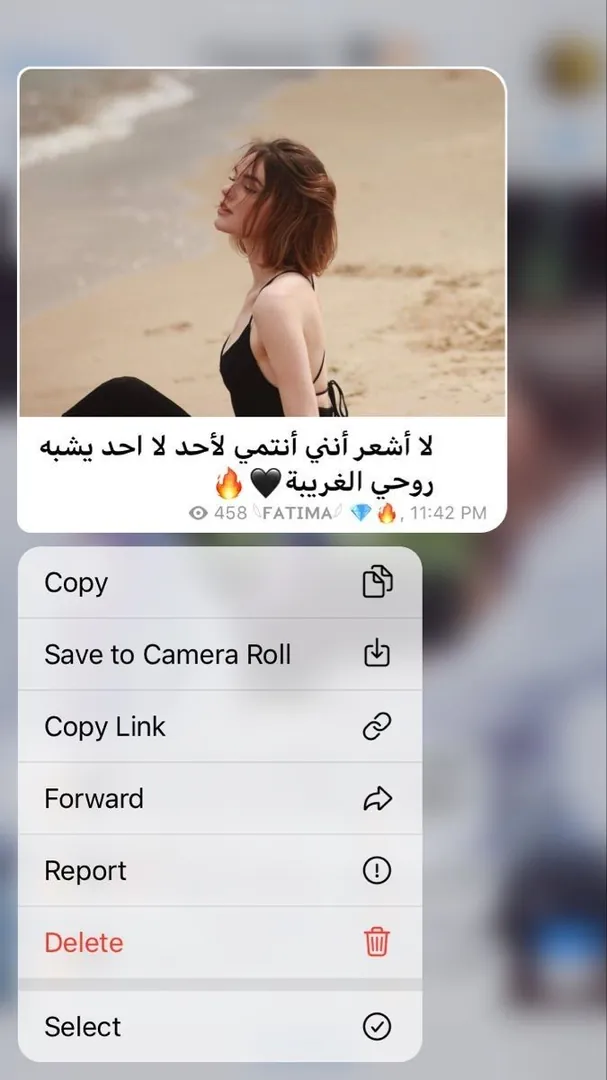 لا أشعر أنني أنتمي لأحد لا احد يشبه
روحي الغريبة🖤🔥
458 FATIMA 💎🔥, 11:42 PM
Copy
Save to Camera Roll
Copy Link
Forward
Report
Delete
Select